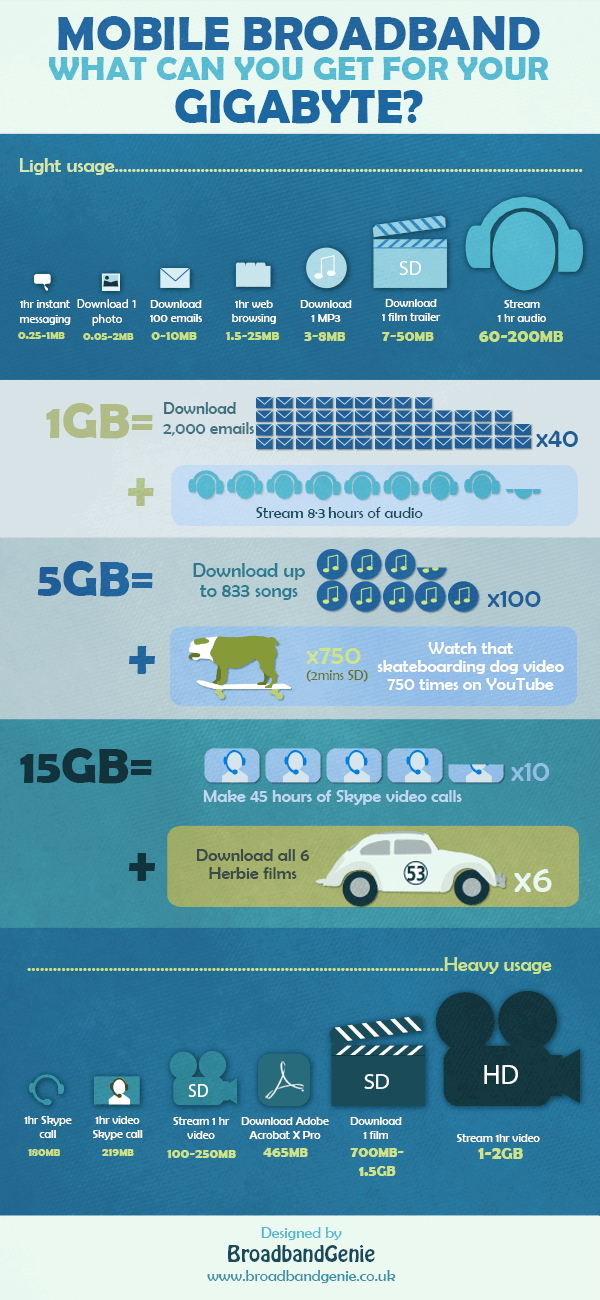 MOBILE BROADBAND
WHAT CAN YOU GET FOR YOUR
GIGABYTE?
Light usage
1hr instant
messaging
0.25-1MB
Download 1
photo
0.05-2MB
Download
100 emails
0-10MB
1hr web
browsing
1.5-25MB
Download
1 MP3
3-8MB
SD
Download
1 film trailer
7-50MB
Stream
1 hr audio
60-200MB
1GB=
Download
2,000 emails
x40
+
Stream 8·3 hours of audio
5GB=
Download up
to 833 songs
x100
+
x750
(2mins SD)
Watch that
skateboarding dog video
750 times on YouTube
15GB=
x10
Make 45 hours of Skype video calls
+
Download all 6
Herbie films
53
x6
Heavy usage
1hr Skype
call
180MB
1hr video
Skype call
219MB
SD
Stream 1 hr
video
100-250MB
Download Adobe
Acrobat X Pro
465MB
SD
Download
1 film
700MB-
1.5GB
HD
Stream 1hr video
1-2GB
Designed by
BroadbandGenie
www.broadbandgenie.co.uk